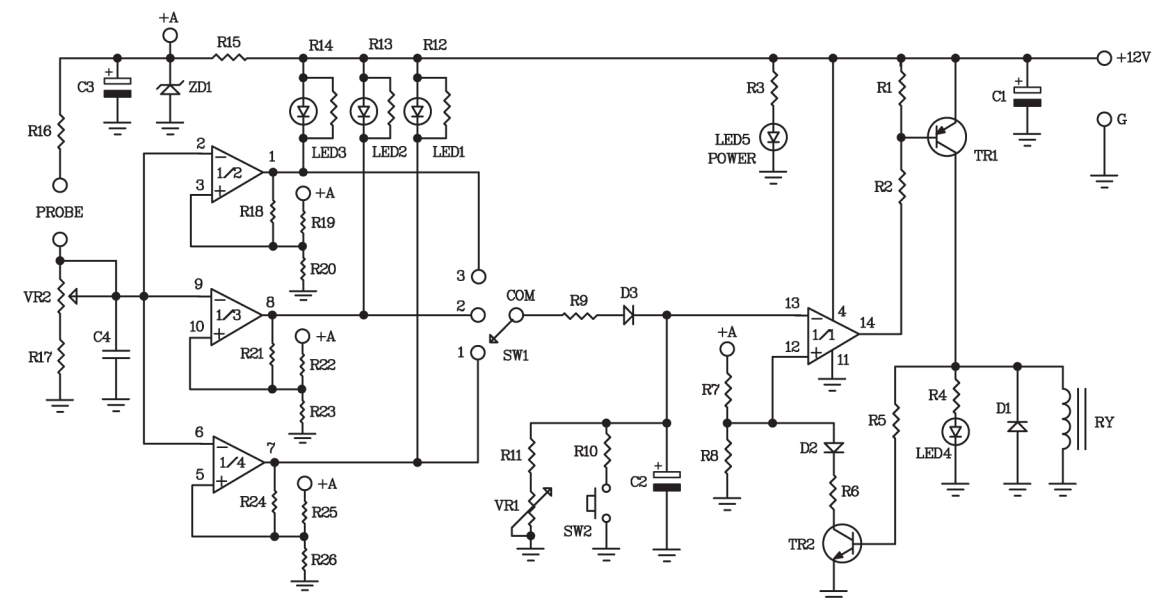 +A
R15
R14
R13
R12
+12V
C3
+
ZD1
R3
R1
C1
+
R16
LED3
LED2
LED1
LED5
POWER
TR1
G
2
−
1/2
1
3
+
R18
+A
R19
R2
PROBE
R20
3
VR2
9
−
1/3
8
10
+
2
COM
R9
D3
13
−
4
1/1
14
C4
R21
+A
R22
1
SW1
+A
12
+
11
R17
R23
R7
R5
R4
D1
RY
6
−
1/4
7
R11
R10
R8
D2
LED4
5
+
R24
+A
R25
VR1
SW2
C2
+
R6
R26
TR2